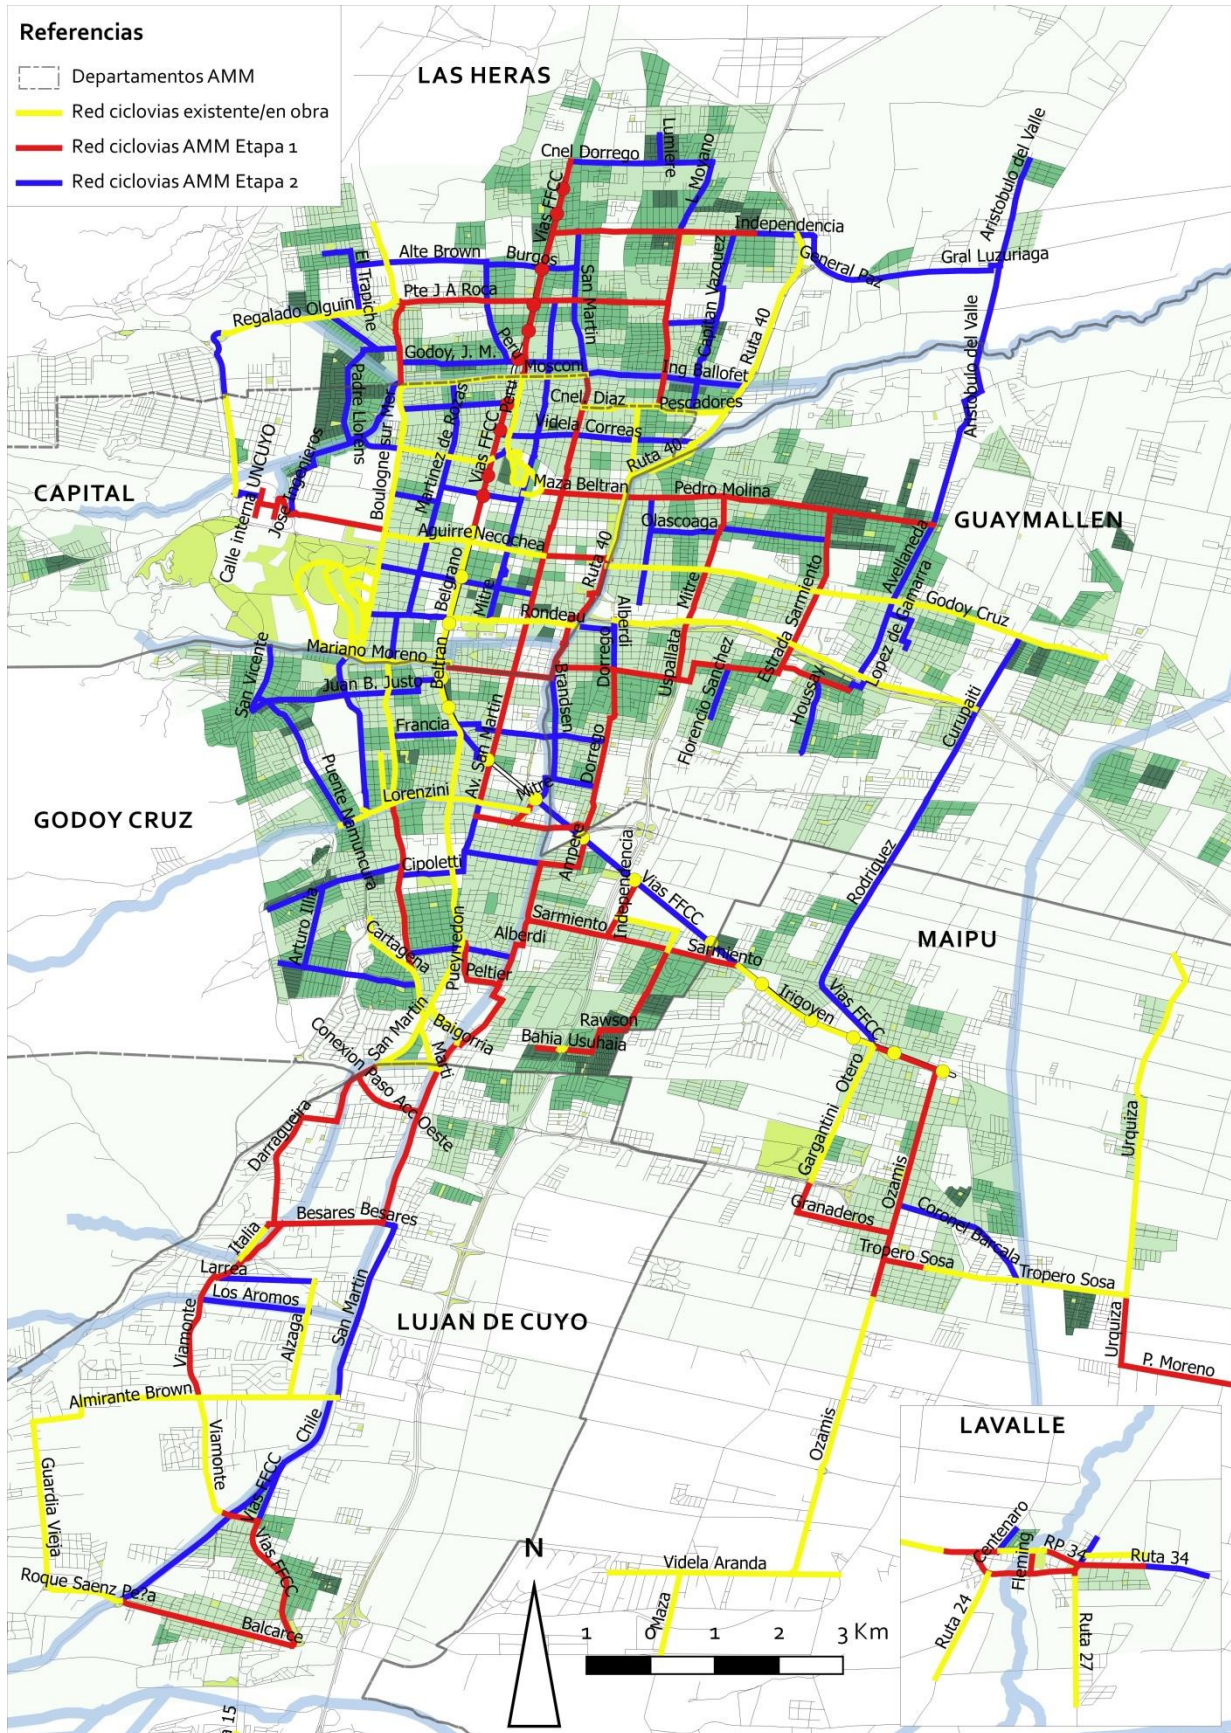 Referencias
Departamentos AMM
Red ciclovias existente/en obra
Red ciclovias AMM Etapa 1
Red ciclovias AMM Etapa 2
LAS HERAS
Lumiere
Cnel Dorrego
J Moyano
Aristobulo del Valle
Vias FFCC
Independencia
Alte Brown
Burgos
El Trapiche
San Martin
Capitan Vazquez
General Paz
Gral Luzuriaga
Pte J A Roca
Regalado Olguin
Ruta 40
Aristobulo del Valle
Peru
Godoy, J. M.
Mosconi
Ing Ballofet
Padre Llorens
Boulogne sur Mer
Martinez de Rozas
Peru
Cnel. Diaz
Pescadores
Videla Correas
Vias FFCC
Ruta 40
CAPITAL
Calle interna UNCUYO
Jose Ingenieros
Maza Beltran
Pedro Molina
GUAYMALLEN
Olascoaga
Aguirre
Necochea
Ruta 40
Avellaneda
Belgrano
Mitre
Mitre
Estrada Sarmiento
Lopez de Gamarra
Godoy Cruz
Rondeau
Alberdi
Mariano Moreno
San Vicente
Beltran
Juan B. Justo
Brandsen
Dorrego
Uspallata
Florencio Sanchez
Houssay
Curupaiti
Francia
Av. San Martin
Dorrego
Puente Namuncura
Lorenzini
Mitre
GODOY CRUZ
Cipoletti
Ampere
Independencia
Rodriguez
Vias FFCC
Arturo Illia
Sarmiento
MAIPU
Cartagena
Pueyrredon
Alberdi
Sarmiento
Peltier
Irigoyen
Vias FFCC
San Martin
Baigorria
Rawson
Bahia Usuhaia
Conexion Paso Acc Oeste
Marti
Otero
Gargantini
Urquiza
Darragueira
Ozamis
Granaderos
Besares
Besares
Italia
Coronel Barcala
Tropero Sosa
Tropero Sosa
Larrea
Los Aromos
San Martin
LUJAN DE CUYO
Viamonte
Alzaga
Urquiza
P. Moreno
Almirante Brown
LAVALLE
Viamonte
Chile
Ozamis
Guardia Vieja
Vias FFCC
Vias FFCC
Centenaro
Fleming
RP 34
Ruta 34
N
Videla Aranda
Roque Saenz Pe?a
Maza
Ruta 24
Ruta 27
Balcarce
1 0 1 2 3 Km
a 15